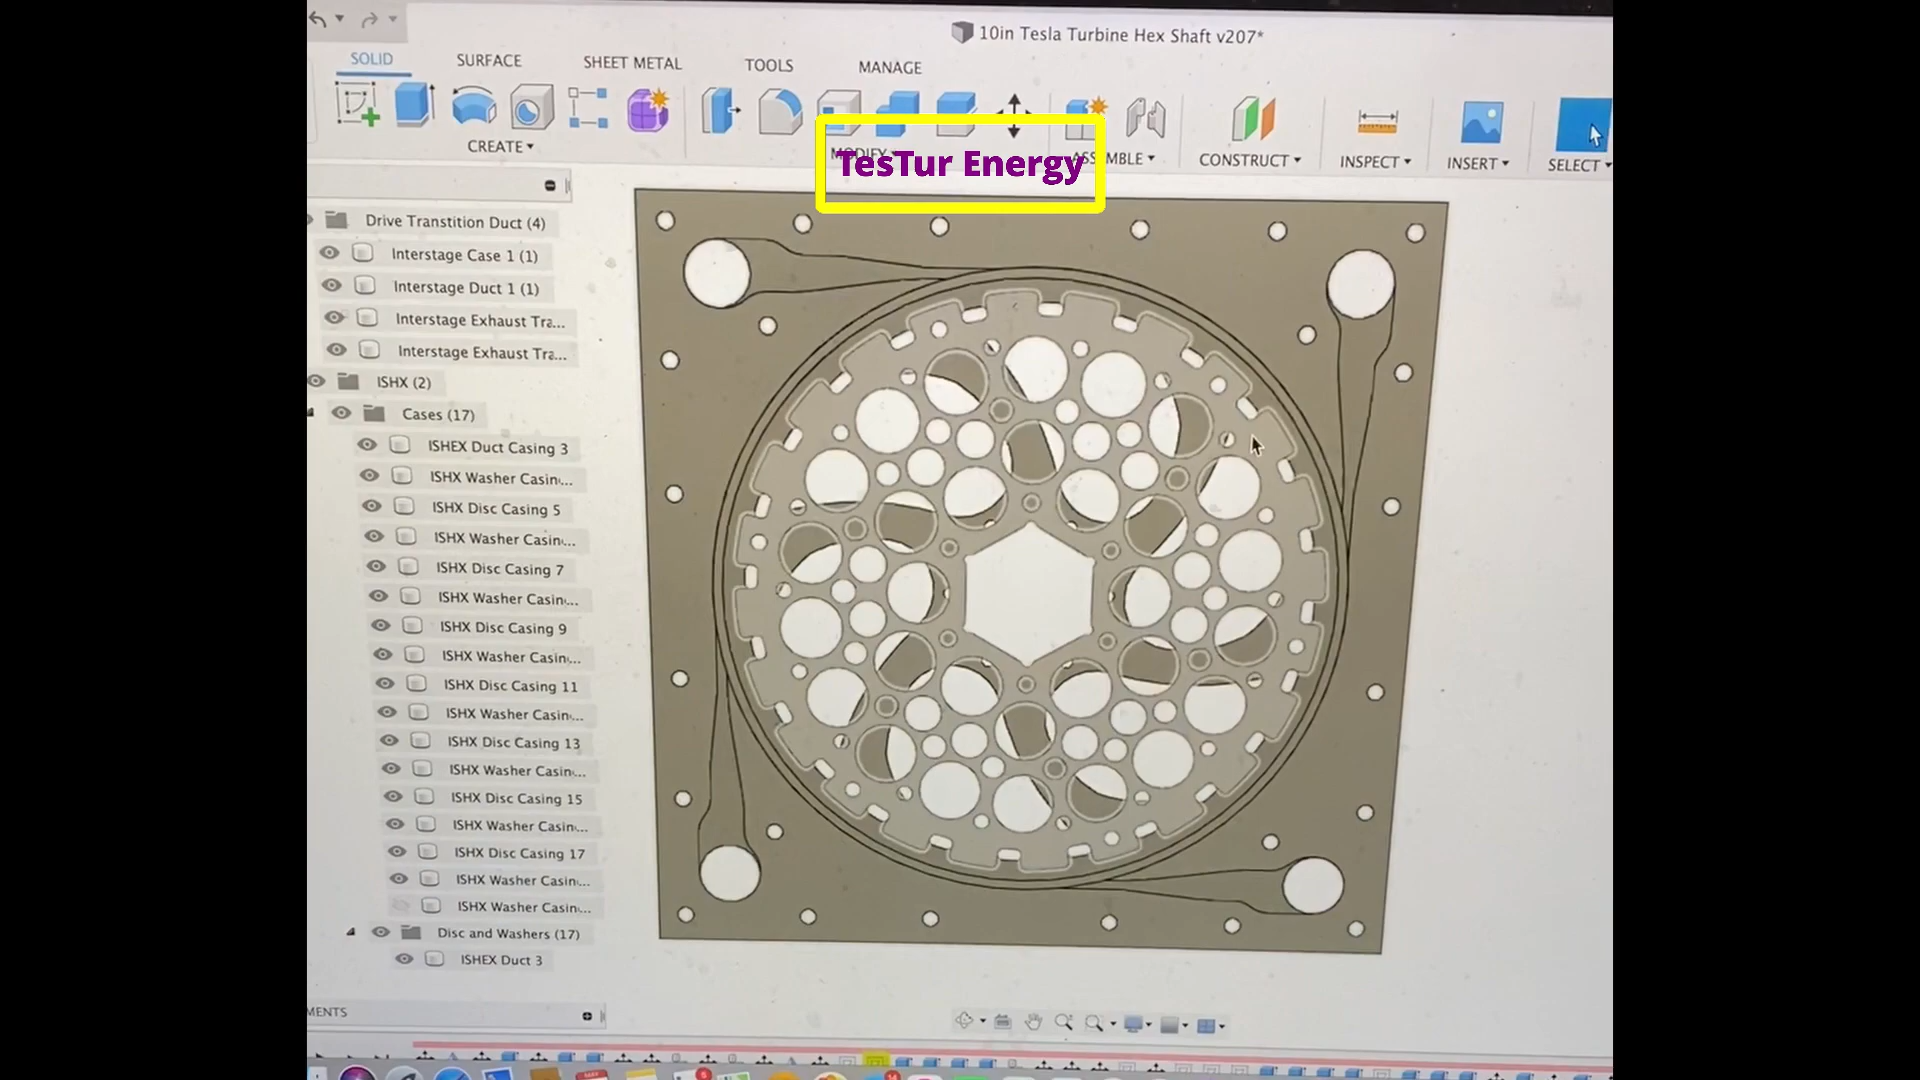 10in Tesla Turbine Hex Shaft v207*
SOLID
SURFACE
SHEET METAL
TOOLS
MANAGE
CREATE
TesTur Energy
CONSTRUCT
INSPECT
INSERT
SELECT
Drive Transtition Duct (4)
Interstage Case 1 (1)
Interstage Duct 1 (1)
Interstage Exhaust Tra...
Interstage Exhaust Tra...
ISHX (2)
Cases (17)
ISHEX Duct Casing 3
ISHX Washer Casin...
ISHX Disc Casing 5
ISHX Washer Casin...
ISHX Disc Casing 7
ISHX Washer Casin...
ISHX Disc Casing 9
ISHX Washer Casin...
ISHX Disc Casing 11
ISHX Washer Casin...
ISHX Disc Casing 13
ISHX Washer Casin...
ISHX Disc Casing 15
ISHX Washer Casin...
ISHX Disc Casing 17
ISHX Washer Casin...
ISHX Washer Casin...
Disc and Washers (17)
ISHEX Duct 3
MENTS